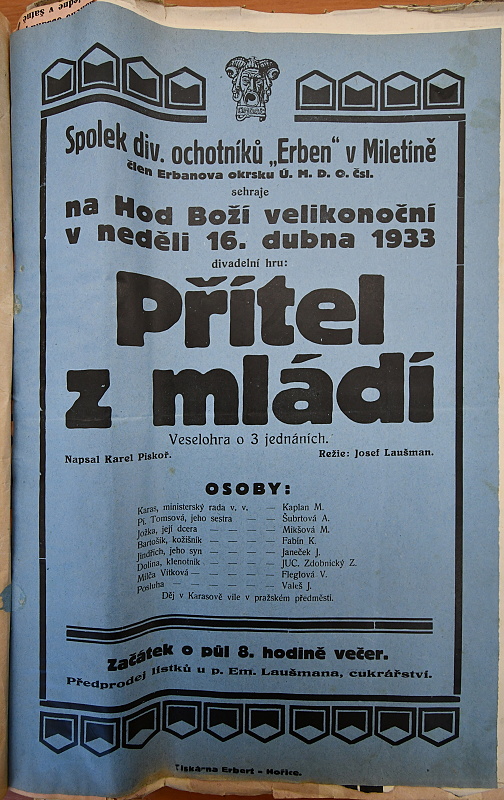 jedne v šatně
Spolek div. ochotníků „Erben" v Miletíně
člen Erbanova okrsku Ú. M. D. O. čsl.
sehraje
na Hod Boží velikonoční
v neděli 16. dubna 1933
divadelní hru:
Přítel
z mládí
Veselohra o 3 jednáních.
Napsal Karel Piskoř. Režie: Josef Laušman.
OSOBY:
Karas, ministerský rada v. v. — Kaplan M.
Pí. Tomsová, jeho sestra — — Šubrtová A.
Jožka, její dcera — — — — Mikšová M.
Bartošík, kožišník — — — — Fabin K.
Jindřich, jeho syn — — — — Janeček J.
Dolina, klenotník — — — — JUC. Zdobnický Z.
Milča Vítková — — — — — Fleglová V.
Posluha — — — — — Valeš J.
Děj v Karasově vile v pražském předměstí.
Začátek o půl 8. hodině večer.
Předprodej lístků u p. Em. Laušmana, cukrářství.
Tiskárna Erbert - Hořice.